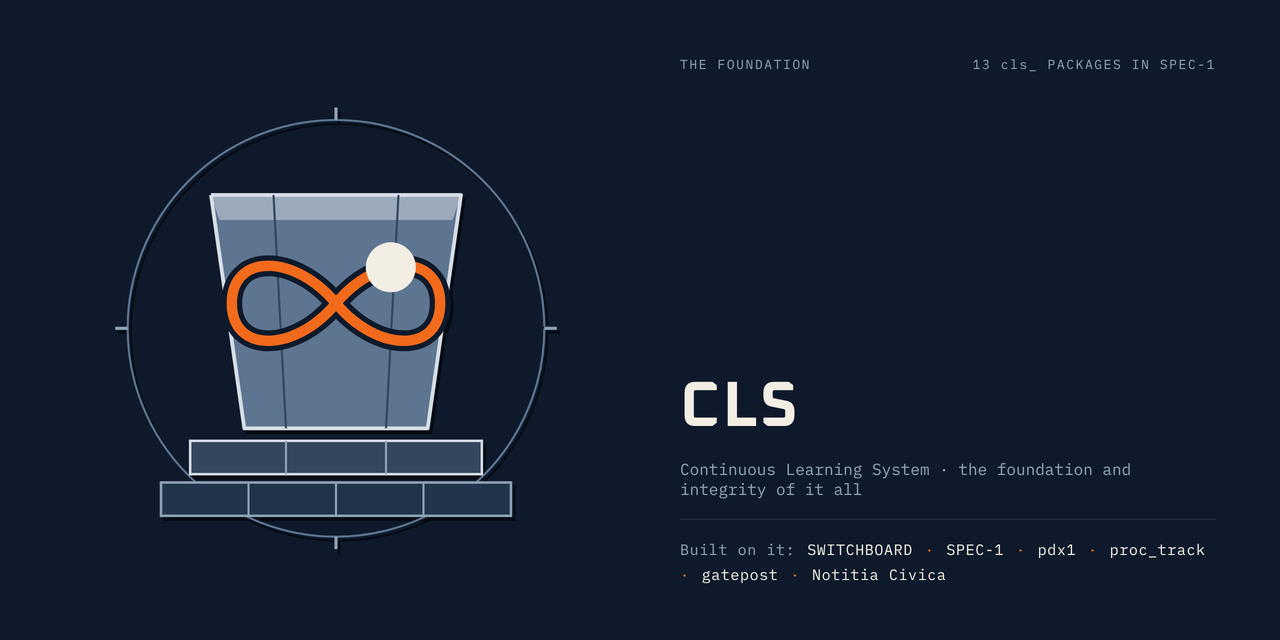 THE FOUNDATION
13 cls_ PACKAGES IN SPEC-1
CLS
Continuous Learning System · the foundation and
integrity of it all
Built on it: SWITCHBOARD · SPEC-1 · pdx1 · proc_track
· gatepost · Notitia Civica